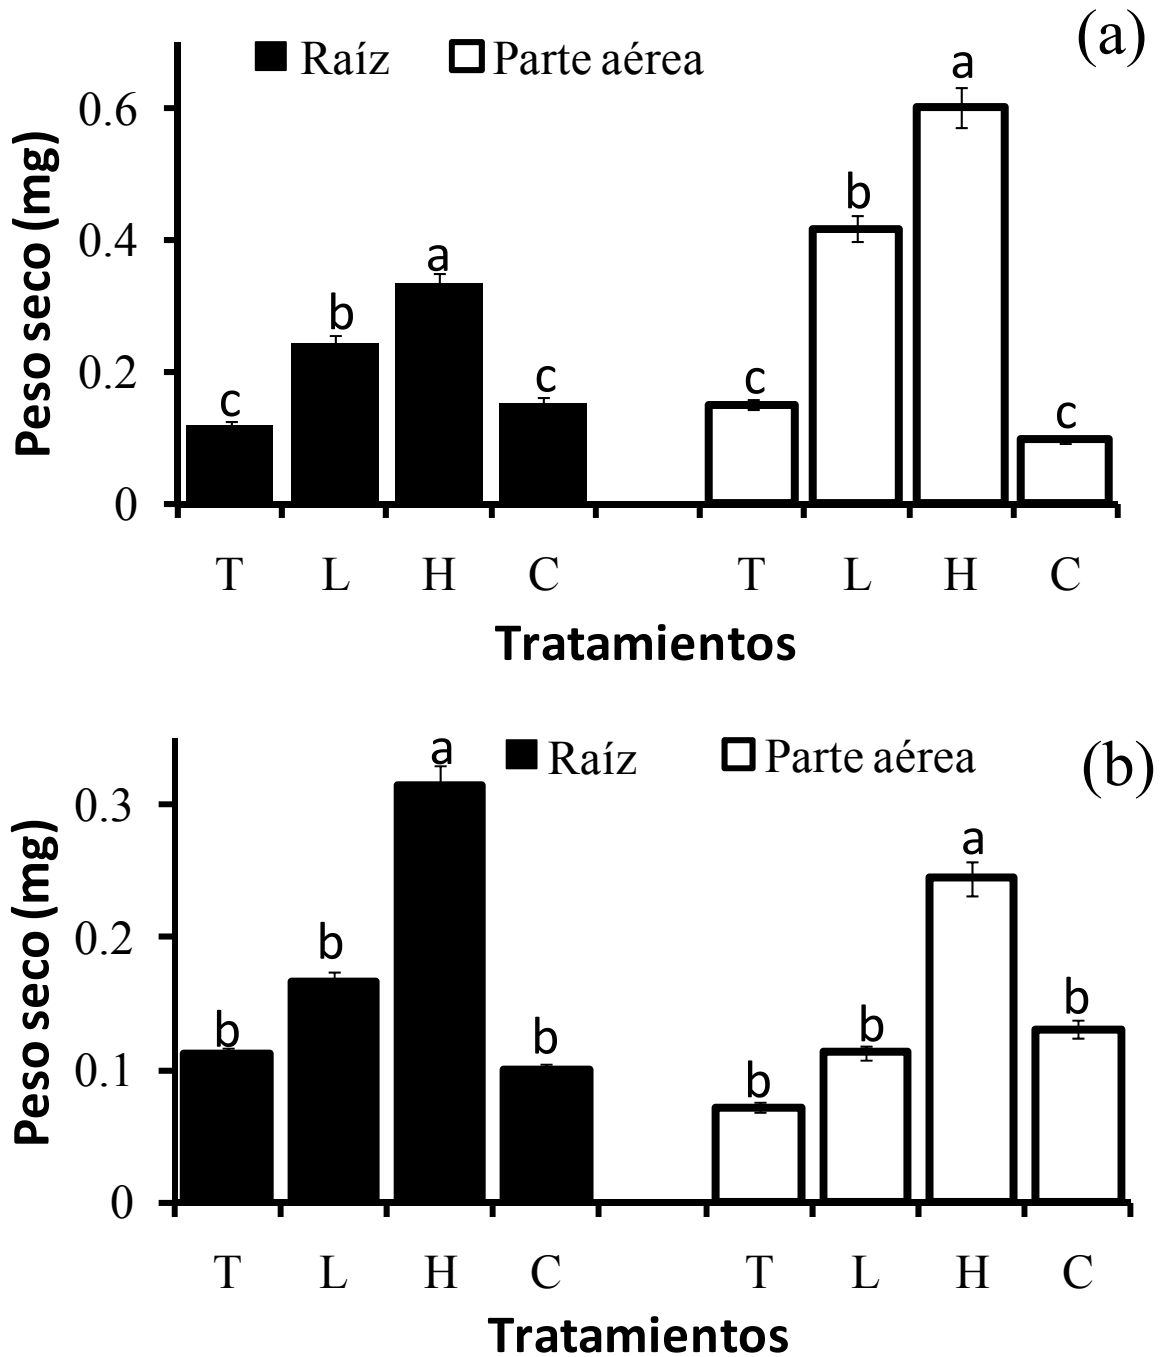 (a)
Raíz Parte aérea
Peso seco (mg)
0.6
0.4
0.2
0
c b a c c b a c
T L H C T L H C
Tratamientos
(b)
Raíz Parte aérea
Peso seco (mg)
0.3
0.2
0.1
0
b b a b b b a b
T L H C T L H C
Tratamientos